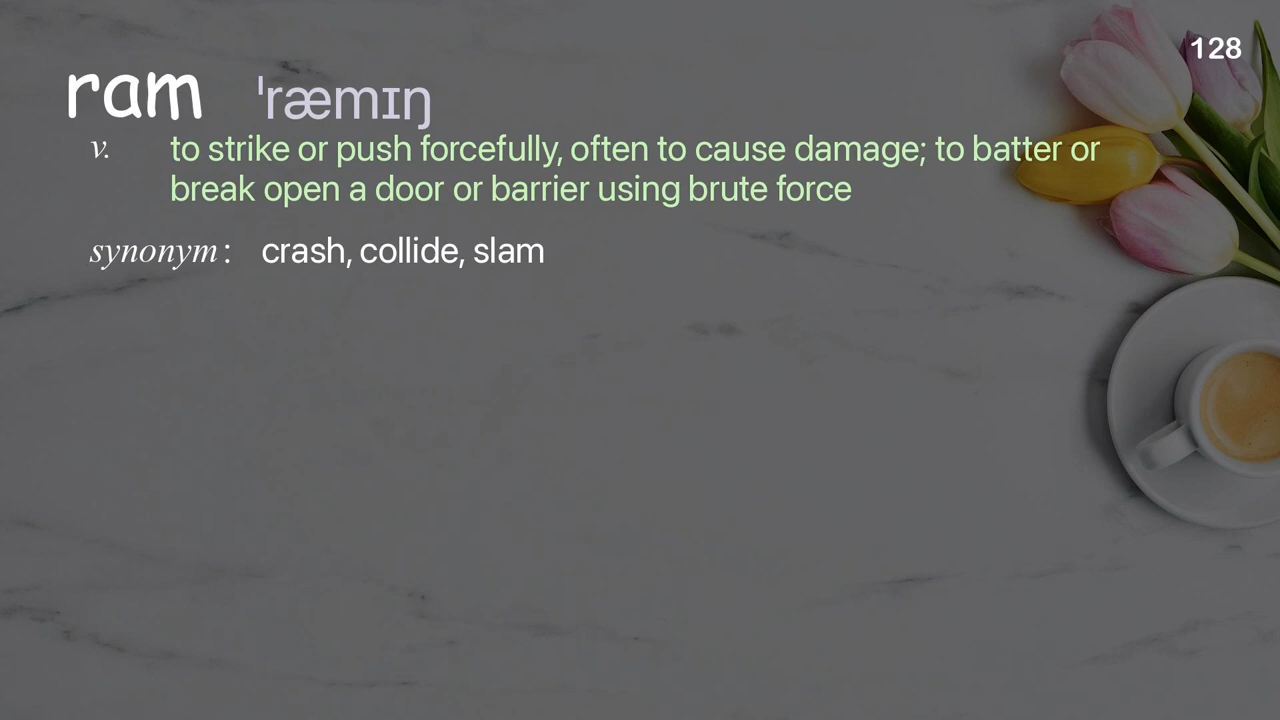 128
ram ˈræmɪŋ
v. to strike or push forcefully, often to cause damage; to batter or
break open a door or barrier using brute force
synonym : crash, collide, slam